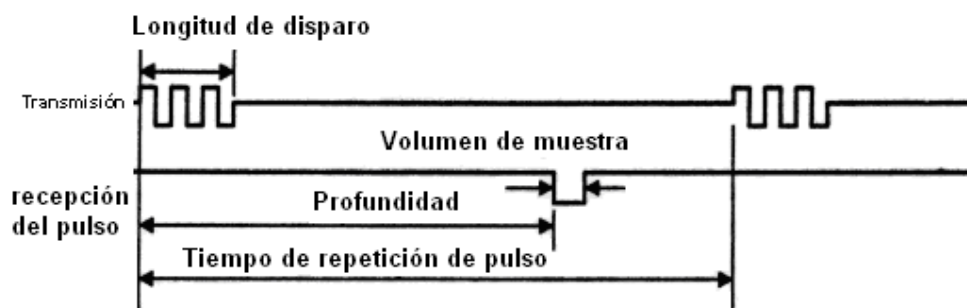 Longitud de disparo
Transmisión
Volumen de muestra
recepción
del pulso
Profundidad
Tiempo de repetición de pulso